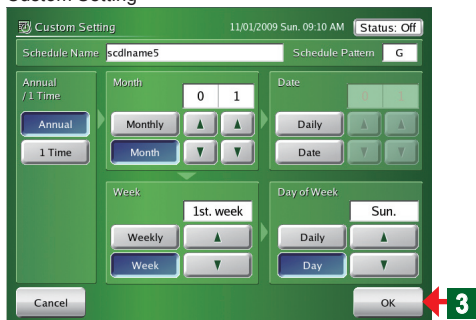 Custom Setting
Custom Setting 11/01/2009 Sun. 09:10 AM Status: Off
Schedule Name scdlname5 Schedule Pattern G
Annual
/1 Time
Annual
1 Time
Month
0 1
Monthly
Month
Date
0 1
Daily
Date
Week
1st. week
Weekly
Week
Day of Week
Sun.
Daily
Day
Cancel
OK
3